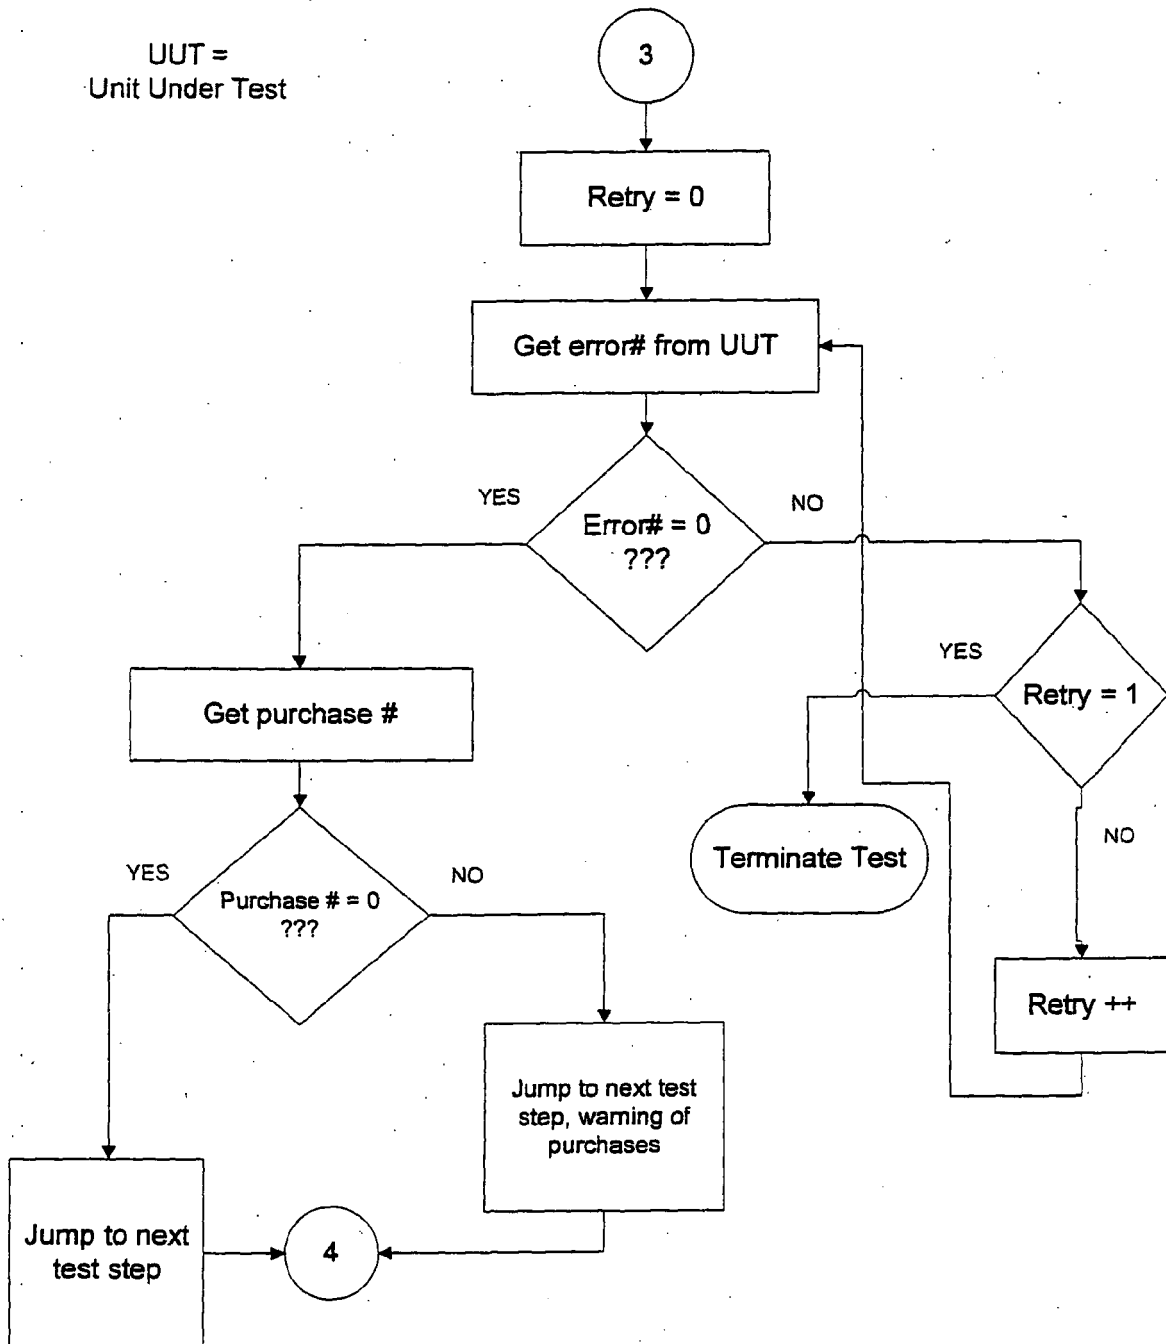 UUT =
Unit Under Test
3
Retry = 0
Get error# from UUT
YES
NO
Error# = 0
???
YES
Retry = 1
Get purchase #
NO
Terminate Test
YES
NO
Purchase # = 0
???
Retry ++
Jump to next test
step, warning of
purchases
Jump to next
test step
4